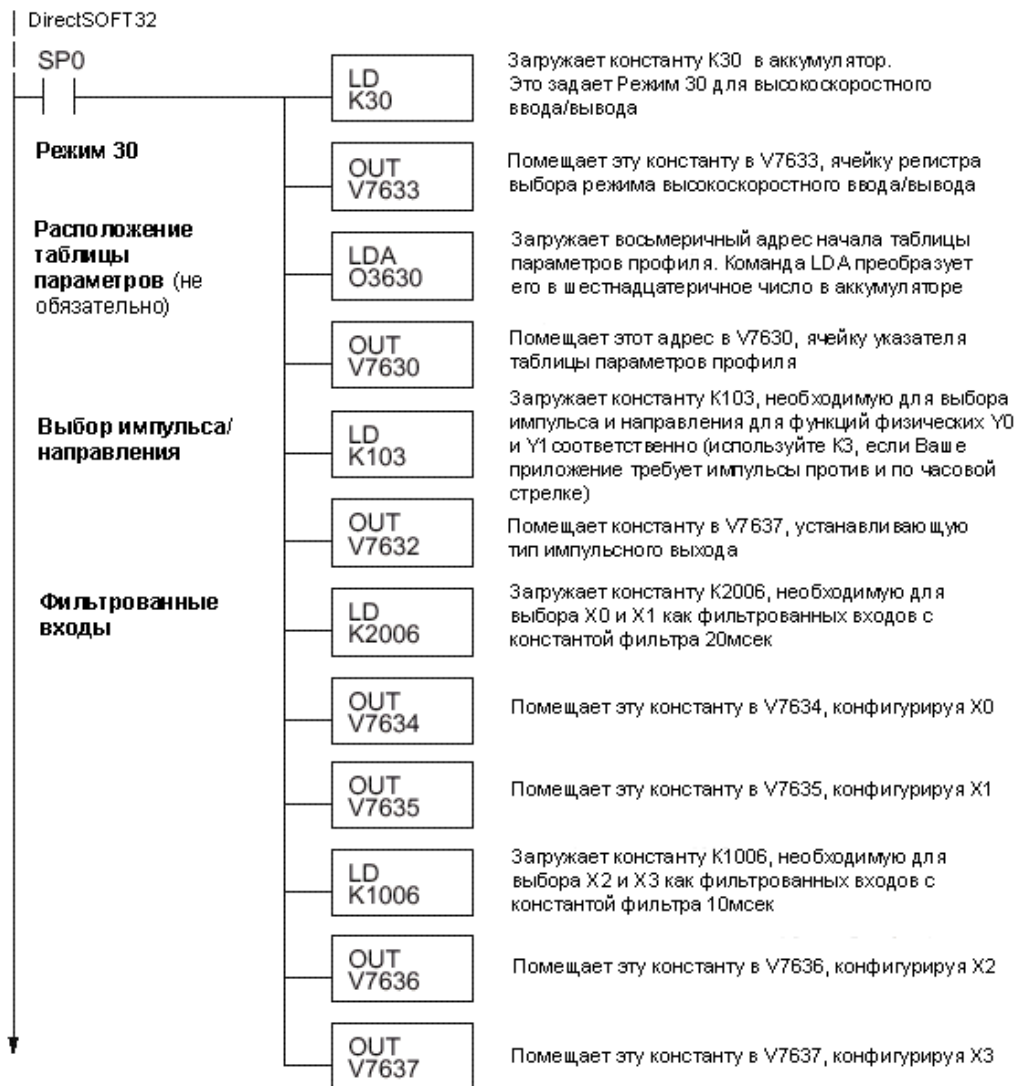 DirectSOFT32
SP0
LD
K30
Загружает константу K30 в аккумулятор.
Это задает Режим 30 для высокоскоростного
ввода/вывода
Режим 30
OUT
V7633
Помещает эту константу в V7633, ячейку регистра
выбора режима высокоскоростного ввода/вывода
Расположение
таблицы
параметров (не
обязательно)
LDA
O3630
Загружает восьмеричный адрес начала таблицы
параметров профиля. Команда LDA преобразует
его в шестнадцатеричное число в аккумуляторе
OUT
V7630
Помещает этот адрес в V7630, ячейку указателя
таблицы параметров профиля
Выбор импульса/
направления
LD
K103
Загружает константу K103, необходимую для выбора
импульса и направления для функций физических Y0
и Y1 соответственно (используйте K3, если Ваше
приложение требует импульсы против и по часовой
стрелке)
OUT
V7632
Помещает константу в V7637, устанавливающую
тип импульсного выхода
Фильтрованные
входы
LD
K2006
Загружает константу K2006, необходимую для
выбора X0 и X1 как фильтрованных входов с
константой фильтра 20мсек
OUT
V7634
Помещает эту константу в V7634, конфигурируя X0
OUT
V7635
Помещает эту константу в V7635, конфигурируя X1
LD
K1006
Загружает константу K1006, необходимую для
выбора X2 и X3 как фильтрованных входов с
константой фильтра 10мсек
OUT
V7636
Помещает эту константу в V7636, конфигурируя X2
OUT
V7637
Помещает эту константу в V7637, конфигурируя X3